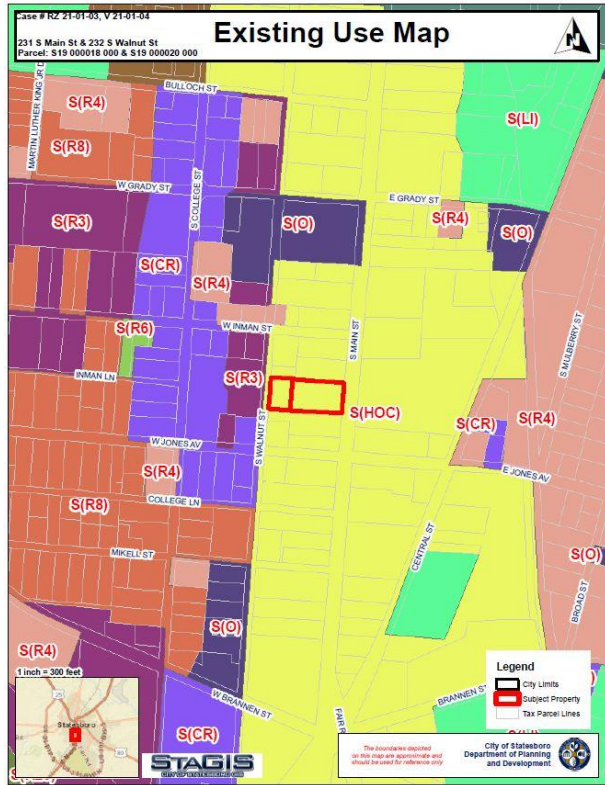 Case # RZ 21-01-03, V 21-01-04
Existing Use Map
231 S Main St & 232 S Walnut St
Parcel: S19 000018 000 & S19 000020 000
N
BULLOCH ST
S(R4)
MARTIN LUTHER KING JR D
S(LI)
S(R8)
S COLLEGE ST
W GRADY ST
E GRADY ST
S(R3)
S(O)
S(R4)
S(O)
S(CR)
S(R4)
S MULBERRY ST
S(R6)
W INMAN ST
S MAIN ST
INMAN LN
S(R3)
S(HOC)
S(CR)
S(R4)
S WALNUT ST
W JONES AV
S(R4)
E JONES AV
COLLEGE LN
S(R8)
MIKELL ST
CENTRAL ST
S(O)
BROAD ST
S(O)
S(R4)
1 inch = 300 feet
Statesboro
W BRANNEN ST
BRANNEN ST
FAIR R
S(CR)
Legend
City Limits
Subject Property
Tax Parcel Lines
STAGIS
CITY OF STATESBORO GIS
The boundaries depicted
on this map are approximate and
should be used for reference only
City of Statesboro
Department of Planning
and Development